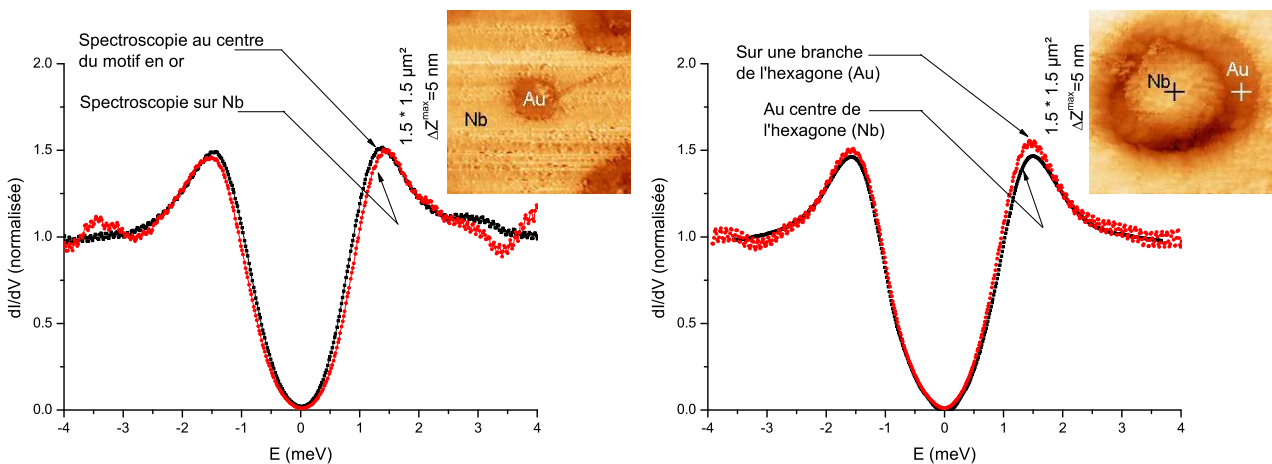 Spectroscopie au centre
du motif en or
Spectroscopie sur Nb
1.5 * 1.5 µm²
ΔZmax=5 nm
Au
Nb
2.0
1.5
1.0
0.5
0.0
dI/dV (normalisée)
-4 -3 -2 -1 0 1 2 3 4
E (meV)
Sur une branche
de l'hexagone (Au)
Au centre de
l'hexagone (Nb)
1.5 * 1.5 µm²
ΔZmax=5 nm
Nb
Au
2.0
1.5
1.0
0.5
0.0
dI/dV (normalisée)
-4 -3 -2 -1 0 1 2 3 4
E (meV)